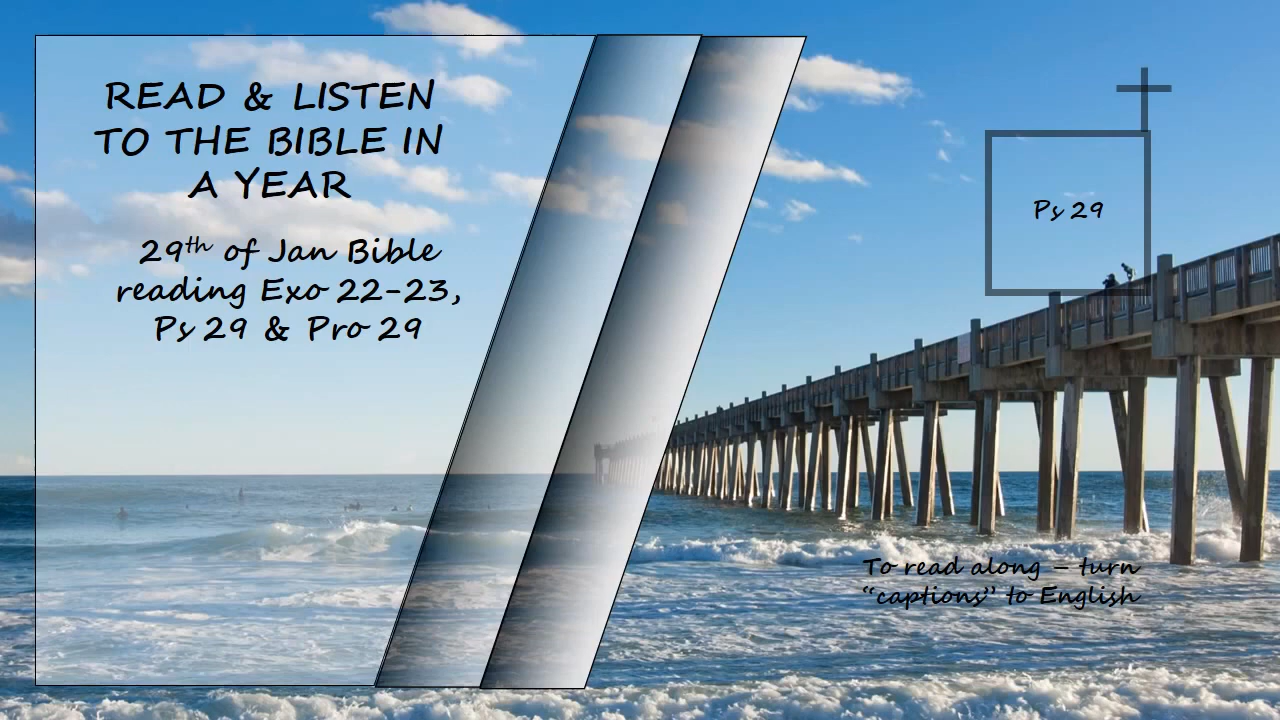 READ & LISTEN
TO THE BIBLE IN
A YEAR
29th of Jan Bible
reading Exo 22-23,
Ps 29 & Pro 29
Ps 29
To read along – turn
“captions” to English